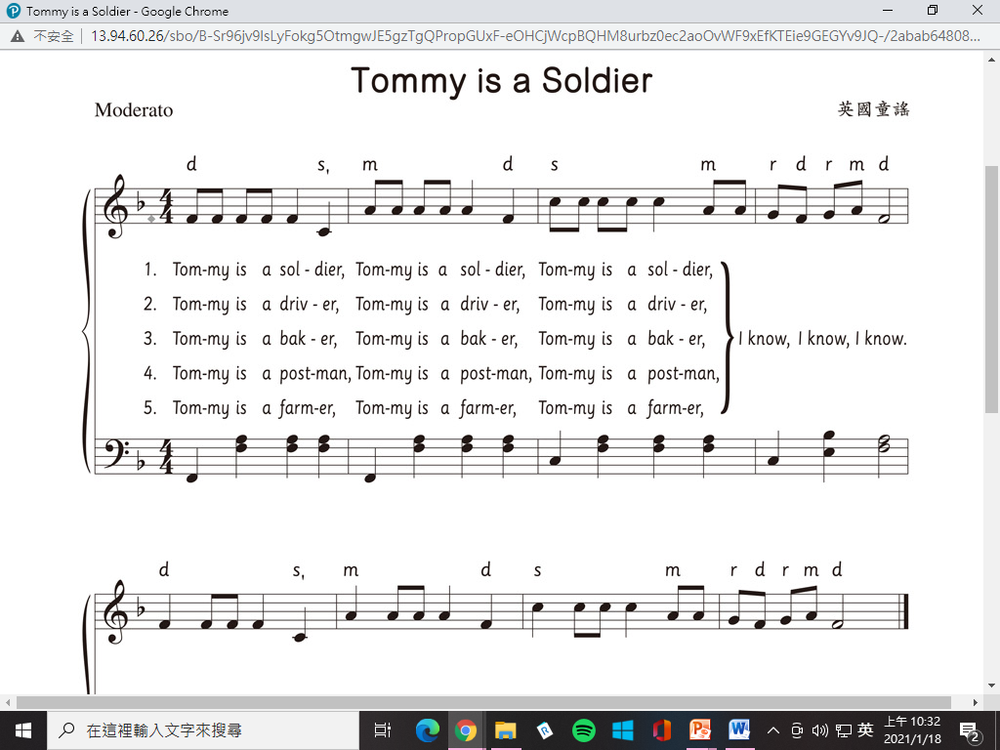 Tommy is a Soldier - Google Chrome
不安全 | 13.94.60.26/sbo/B-Sr96jv9IsLyFokg5OtmgwJE5gzTgQPropGUxF-eOHCjWcpBQHM8urbz0ec2aoOvWF9xEfKTEie9GEGYv9JQ-/2abab64808...
Tommy is a Soldier
Moderato 英國童謠
d s, m d s m r d r m d
1. Tom-my is a sol - dier, Tom-my is a sol - dier, Tom-my is a sol - dier,
2. Tom-my is a driv - er, Tom-my is a driv - er, Tom-my is a driv - er,
3. Tom-my is a bak - er, Tom-my is a bak - er, Tom-my is a bak - er, I know, I know, I know.
4. Tom-my is a post-man, Tom-my is a post-man, Tom-my is a post-man,
5. Tom-my is a farm-er, Tom-my is a farm-er, Tom-my is a farm-er,
d s, m d s m r d r m d
在這裡輸入文字來搜尋
英
上午 10:32
2021/1/18
2